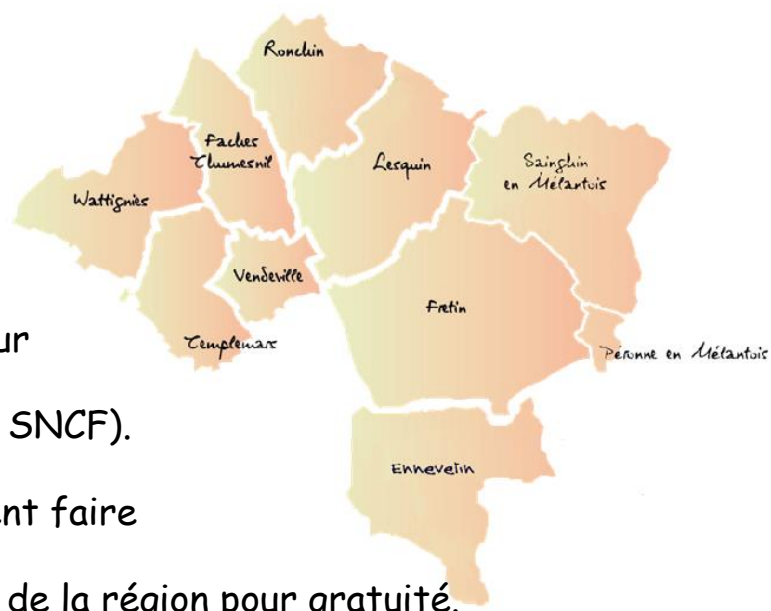 Ronchin
Faches
Thumesnil
Lesquin
Sainghin
en Mélantois
Wattignies
Vendeville
Fretin
Templemars
Péronne en Mélantois
Ennevelin
ur
SNCF).
nt faire
de la région pour gratuité.